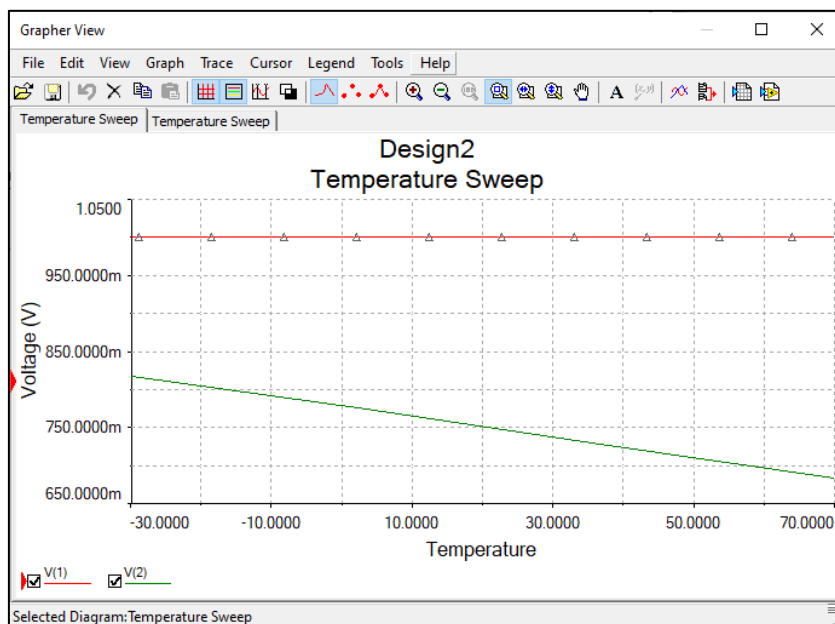 Grapher View
File Edit View Graph Trace Cursor Legend Tools Help
Temperature Sweep Temperature Sweep
Design2
Temperature Sweep
Voltage (V)
1.0500
950.0000m
850.0000m
750.0000m
650.0000m
-30.0000 -10.0000 10.0000 30.0000 50.0000 70.0000
Temperature
V(1) V(2)
Selected Diagram:Temperature Sweep